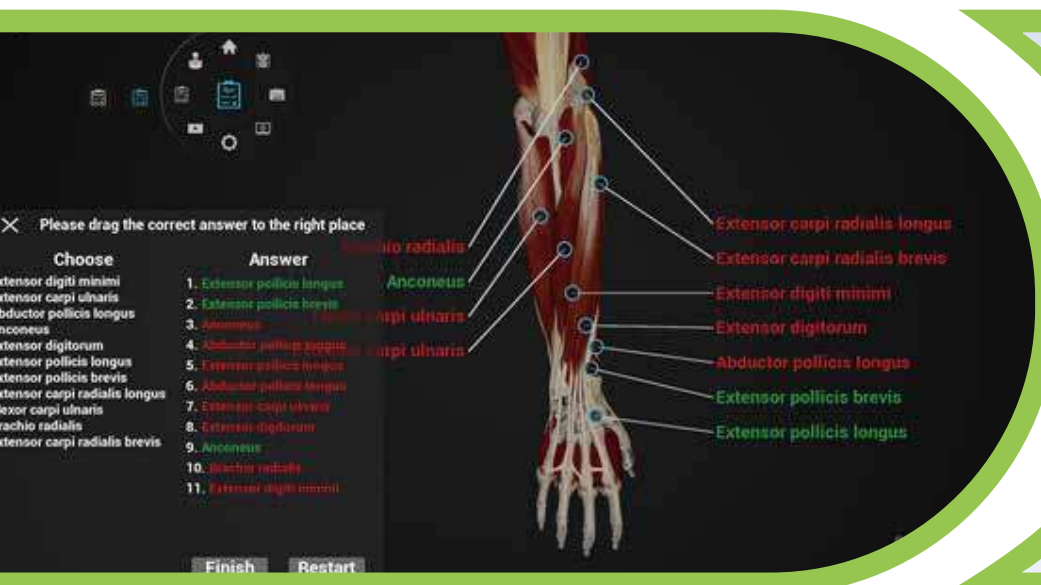 Please drag the correct answer to the right place
Choose
xtensor digiti minimi
xtensor carpi ulnaris
bductor pollicis longus
nconeus
xtensor digitorum
xtensor pollicis longus
xtensor pollicis brevis
xtensor carpi radialis longus
lexor carpi ulnaris
rachio radialis
xtensor carpi radialis brevis
Answer
1. Extensor pollicis longus
2. Extensor pollicis brevis
3. Anconeus
4. Abductor pollicis longus
5. Extensor pollicis longus
6. Abductor pollicis longus
7. Extensor carpi ulnaris
8. Extensor digitorum
9. Anconeus
10. Brachio radialis
11. Extensor digiti minimi
Finish
Restart
radialis
Anconeus
carpi ulnaris
carpi ulnaris
Extensor carpi radialis longus
Extensor carpi radialis brevis
Extensor digiti minimi
Extensor digitorum
Abductor pollicis longus
Extensor pollicis brevis
Extensor pollicis longus